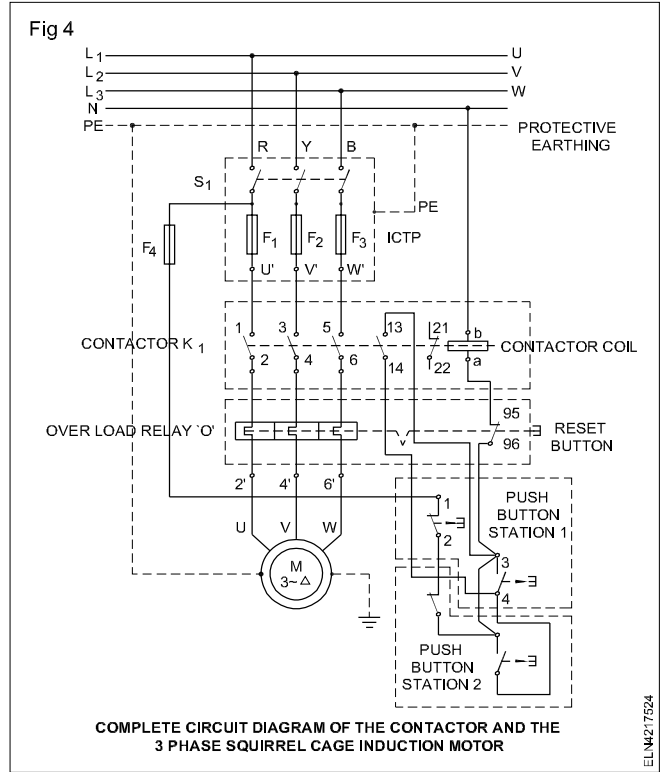 Fig 4
L1 U
L2 V
L3 W
N
PE PROTECTIVE
EARTHING
R Y B
S1
PE
F4 F1 F2 F3 ICTP
U' V' W'
1 3 5 13 21 b
CONTACTOR K1 CONTACTOR COIL
2 4 6 14 22 a
95
OVER LOAD RELAY `O' RESET
96 BUTTON
2' 4' 6'
1 PUSH
U V W BUTTON
2 STATION 1
M 3
3~ △
4
PUSH
BUTTON
STATION 2
COMPLETE CIRCUIT DIAGRAM OF THE CONTACTOR AND THE
3 PHASE SQUIRREL CAGE INDUCTION MOTOR
ELN4217524